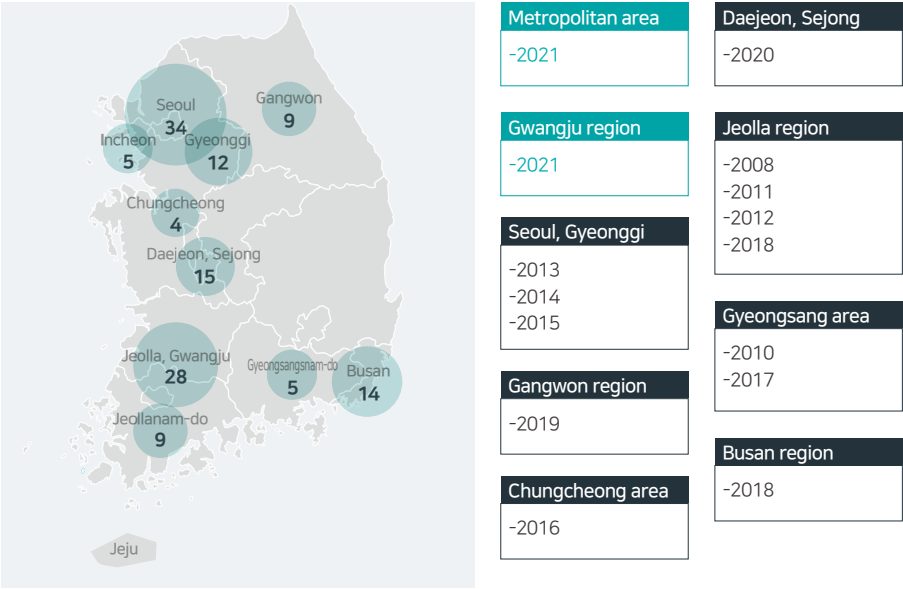 Seoul
34
Gangwon
9
Incheon
5
Gyeonggi
12
Chungcheong
4
Daejeon, Sejong
15
Jeolla, Gwangju
28
Gyeongsangsnam-do
5
Busan
14
Jeollanam-do
9
Jeju
Metropolitan area
-2021
Gwangju region
-2021
Seoul, Gyeonggi
-2013
-2014
-2015
Gangwon region
-2019
Chungcheong area
-2016
Daejeon, Sejong
-2020
Jeolla region
-2008
-2011
-2012
-2018
Gyeongsang area
-2010
-2017
Busan region
-2018